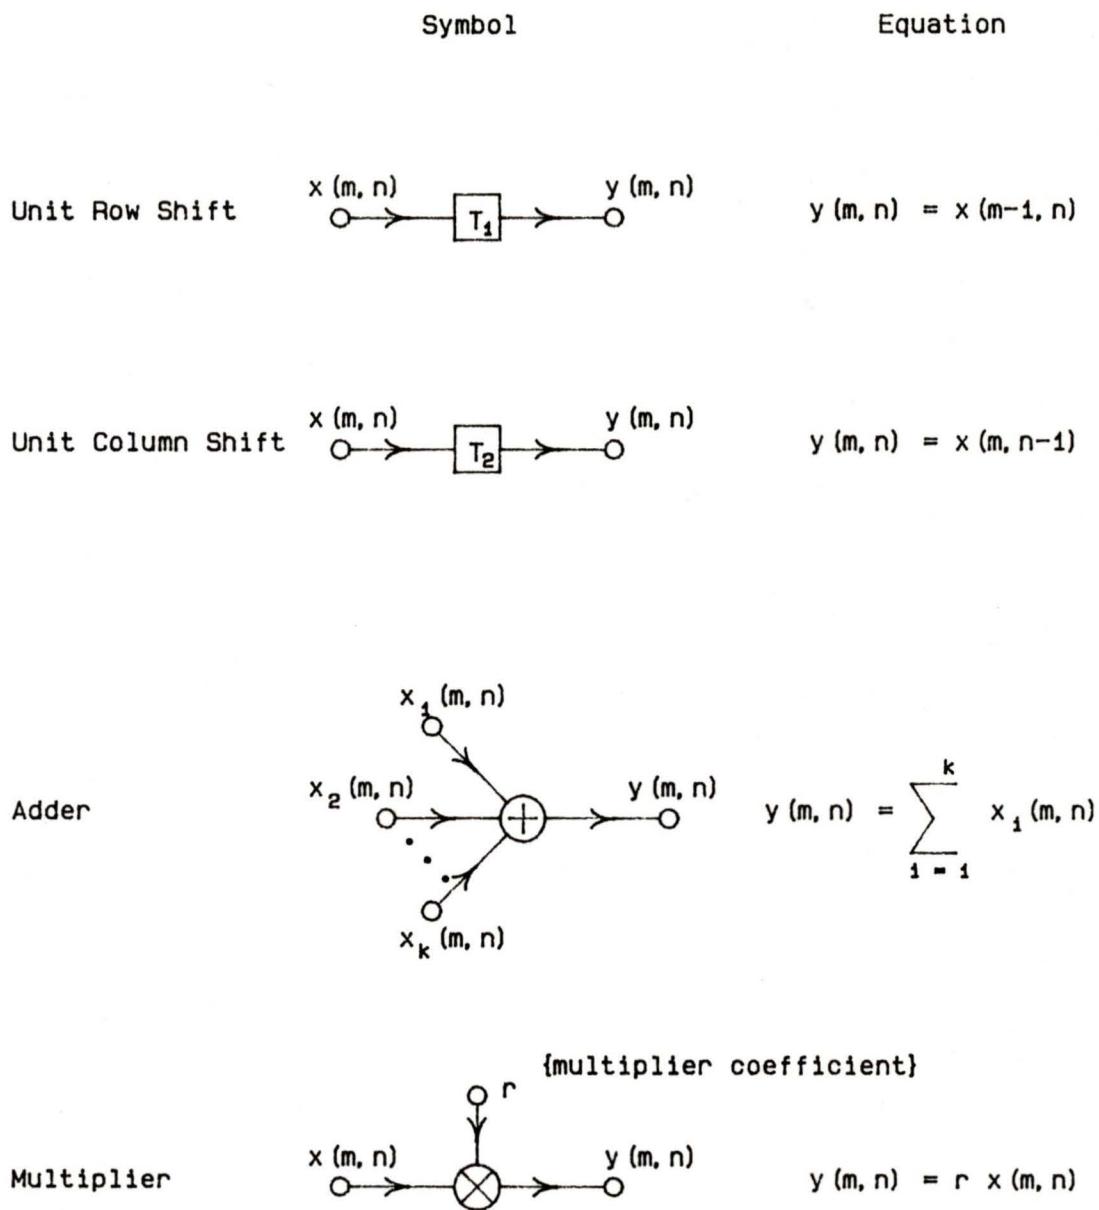 Symbol Equation
Unit Row Shift x(m, n) T₁ y(m, n) y(m, n) = x(m-1, n)
Unit Column Shift x(m, n) T₂ y(m, n) y(m, n) = x(m, n-1)
x₁(m, n)
Adder x₂(m, n) + y(m, n) y(m, n) = ∑ k i = 1 xᵢ(m, n)
xₖ(m, n)
{multiplier coefficient}
r
Multiplier x(m, n) y(m, n) y(m, n) = r x(m, n)